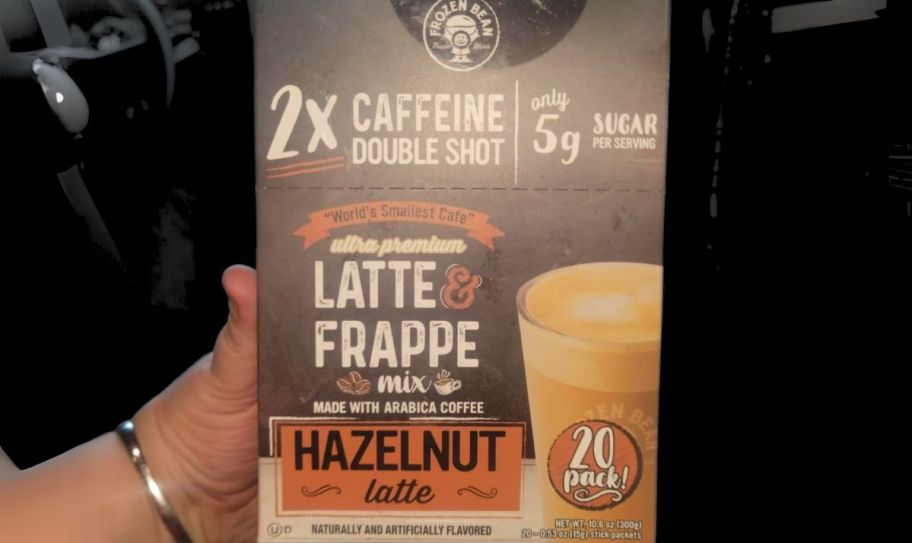 FROZEN BEAN
2X CAFFEINE DOUBLE SHOT
only 5g SUGAR PER SERVING
"World's Smallest Cafe"
ultra premium
LATTE &
FRAPPE
mix
MADE WITH ARABICA COFFEE
HAZELNUT
latte
20
pack!
U D
NATURALLY AND ARTIFICIALLY FLAVORED
NET WT. 10.6 oz (300g)
20 - 0.53 oz (15g) stick packets